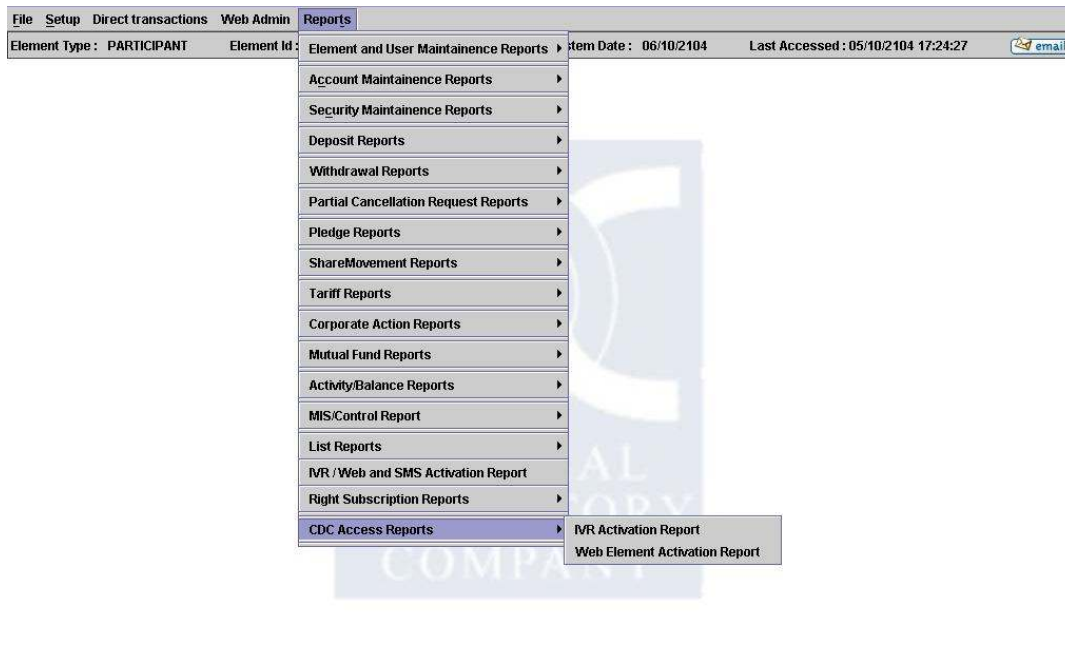 File Setup Direct transactions Web Admin Reports
Element Type : PARTICIPANT Element Id : tem Date : 06/10/2104 Last Accessed : 05/10/2104 17:24:27 email
Element and User Maintainence Reports
Account Maintainence Reports
Security Maintainence Reports
Deposit Reports
Withdrawal Reports
Partial Cancellation Request Reports
Pledge Reports
ShareMovement Reports
Tariff Reports
Corporate Action Reports
Mutual Fund Reports
Activity/Balance Reports
MIS/Control Report
List Reports
IVR / Web and SMS Activation Report
Right Subscription Reports
CDC Access Reports
IVR Activation Report
Web Element Activation Report
COMPANY